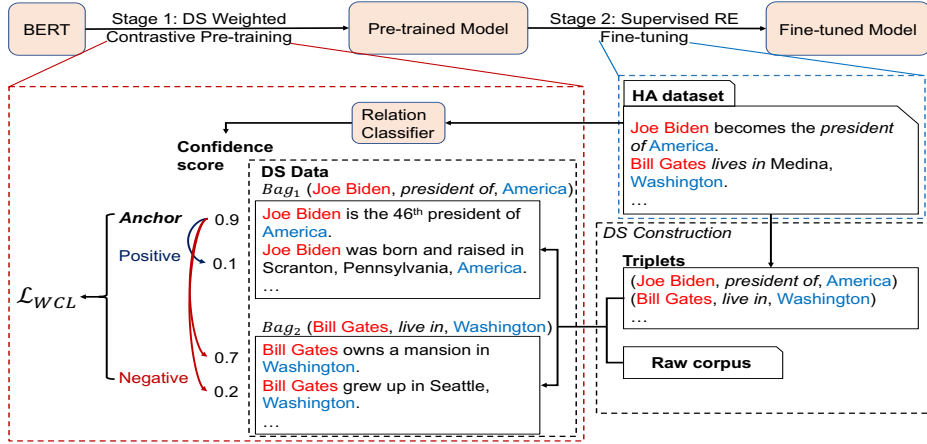 BERT
Stage 1: DS Weighted
Contrastive Pre-training
Pre-trained Model
Stage 2: Supervised RE
Fine-tuning
Fine-tuned Model
HA dataset
Joe Biden becomes the president
of America.
Bill Gates lives in Medina,
Washington.
…
Relation
Classifier
Confidence
score
DS Data
Bag₁ (Joe Biden, president of, America)
Joe Biden is the 46th president of
America.
Joe Biden was born and raised in
Scranton, Pennsylvania, America.
…
Bag₂ (Bill Gates, live in, Washington)
Bill Gates owns a mansion in
Washington.
Bill Gates grew up in Seattle,
Washington.
…
Anchor
0.9
Positive
0.1
ℒWCL
0.7
Negative
0.2
DS Construction
Triplets
(Joe Biden, president of, America)
(Bill Gates, live in, Washington)
…
Raw corpus